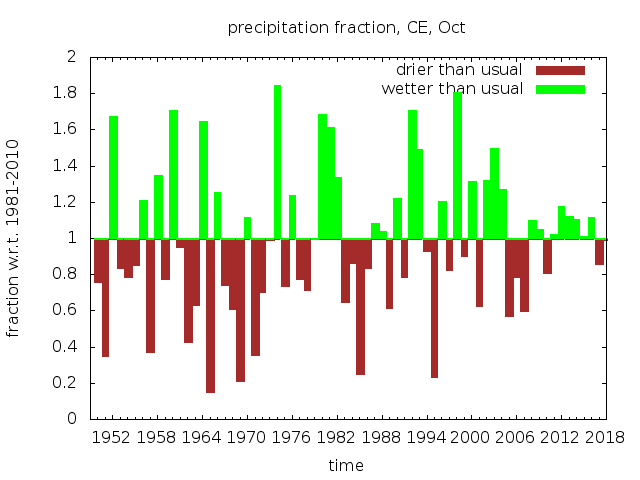 precipitation fraction, CE, Oct
drier than usual
wetter than usual
fraction w.r.t. 1981-2010
2
1.8
1.6
1.4
1.2
1
0.8
0.6
0.4
0.2
0
1952 1958 1964 1970 1976 1982 1988 1994 2000 2006 2012 2018
time